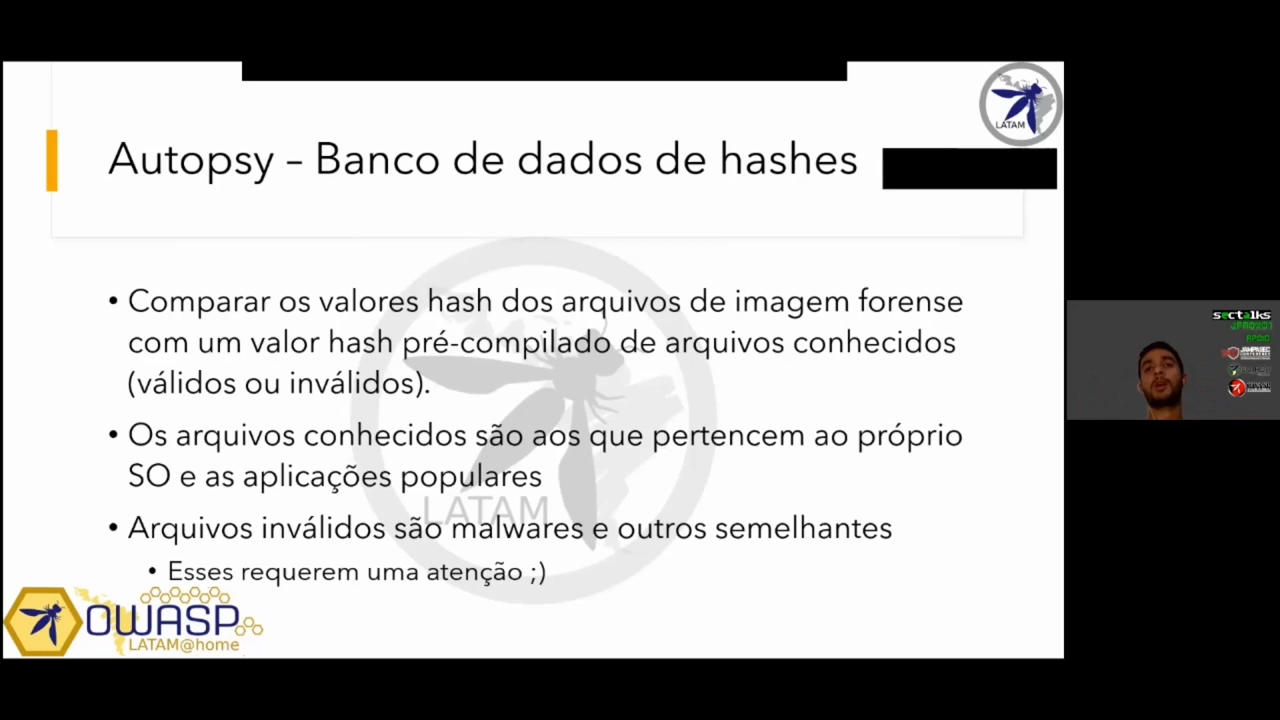 LATAM
Autopsy – Banco de dados de hashes
• Comparar os valores hash dos arquivos de imagem forense
com um valor hash pré-compilado de arquivos conhecidos
(válidos ou inválidos).
• Os arquivos conhecidos são aos que pertencem ao próprio
SO e as aplicações populares
LATAM
• Arquivos inválidos são malwares e outros semelhantes
• Esses requerem uma atenção ;)
OWASP
LATAM@home
sectalks
APOIO